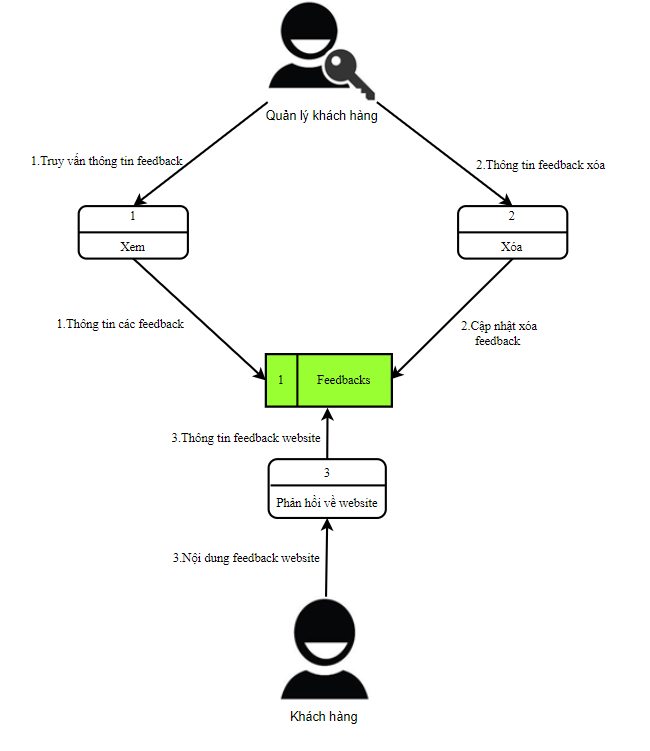 Quản lý khách hàng
1.Truy vấn thông tin feedback
2.Thông tin feedback xóa
1
Xem
2
Xóa
1.Thông tin các feedback
2.Cập nhật xóa
feedback
1
Feedbacks
3.Thông tin feedback website
3
Phản hồi về website
3.Nội dung feedback website
Khách hàng